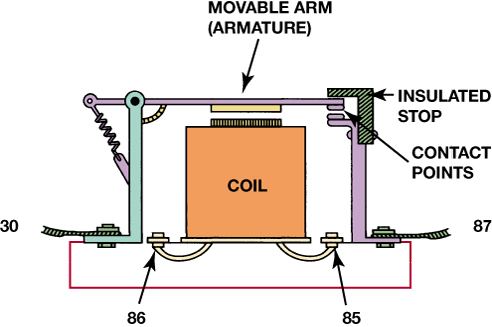 MOVABLE ARM
(ARMATURE)
INSULATED
STOP
CONTACT
POINTS
COIL
30
87
86
85